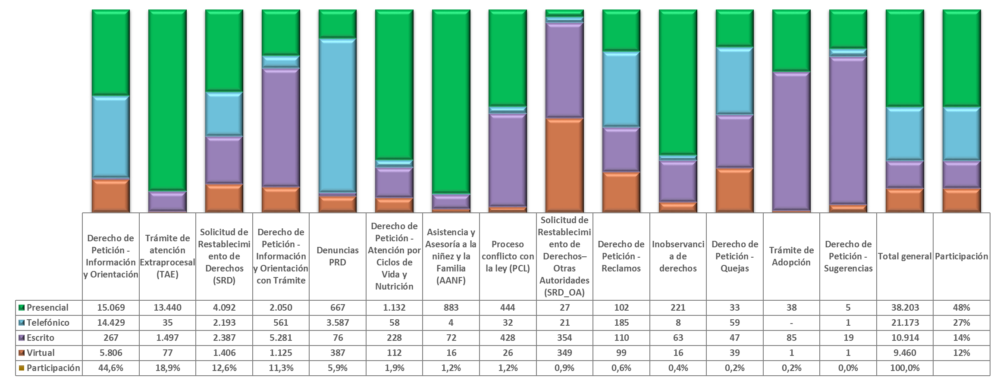 Derecho de
Petición -
Información
y Orientación
Trámite de
atención
Extraprocesal
(TAE)
Solicitud de
Restablecimi
ento de
Derechos
(SRD)
Derecho de
Petición -
Información
y Orientación
con Trámite
Denuncias
PRD
Derecho de
Petición -
Atención por
Ciclos de
Vida y
Nutrición
Asistencia y
Asesoría a la
niñez y la
Familia
(AANF)
Proceso
conflicto con
la ley (PCL)
Solicitud de
Restablecimi
ento de
Derechos–
Otras
Autoridades
(SRD_OA)
Derecho de
Petición -
Reclamos
Inobservanci
a de
derechos
Derecho de
Petición -
Quejas
Trámite de
Adopción
Derecho de
Petición -
Sugerencias
Total general
Participación
Presencial 15.069 13.440 4.092 2.050 667 1.132 883 444 27 102 221 33 38 5 38.203 48%
Telefónico 14.429 35 2.193 561 3.587 58 4 32 21 185 8 59 - 1 21.173 27%
Escrito 267 1.497 2.387 5.281 76 228 72 428 354 110 63 47 85 19 10.914 14%
Virtual 5.806 77 1.406 1.125 387 112 16 26 349 99 16 39 1 1 9.460 12%
Participación 44,6% 18,9% 12,6% 11,3% 5,9% 1,9% 1,2% 1,2% 0,9% 0,6% 0,4% 0,2% 0,2% 0,0% 100,0%